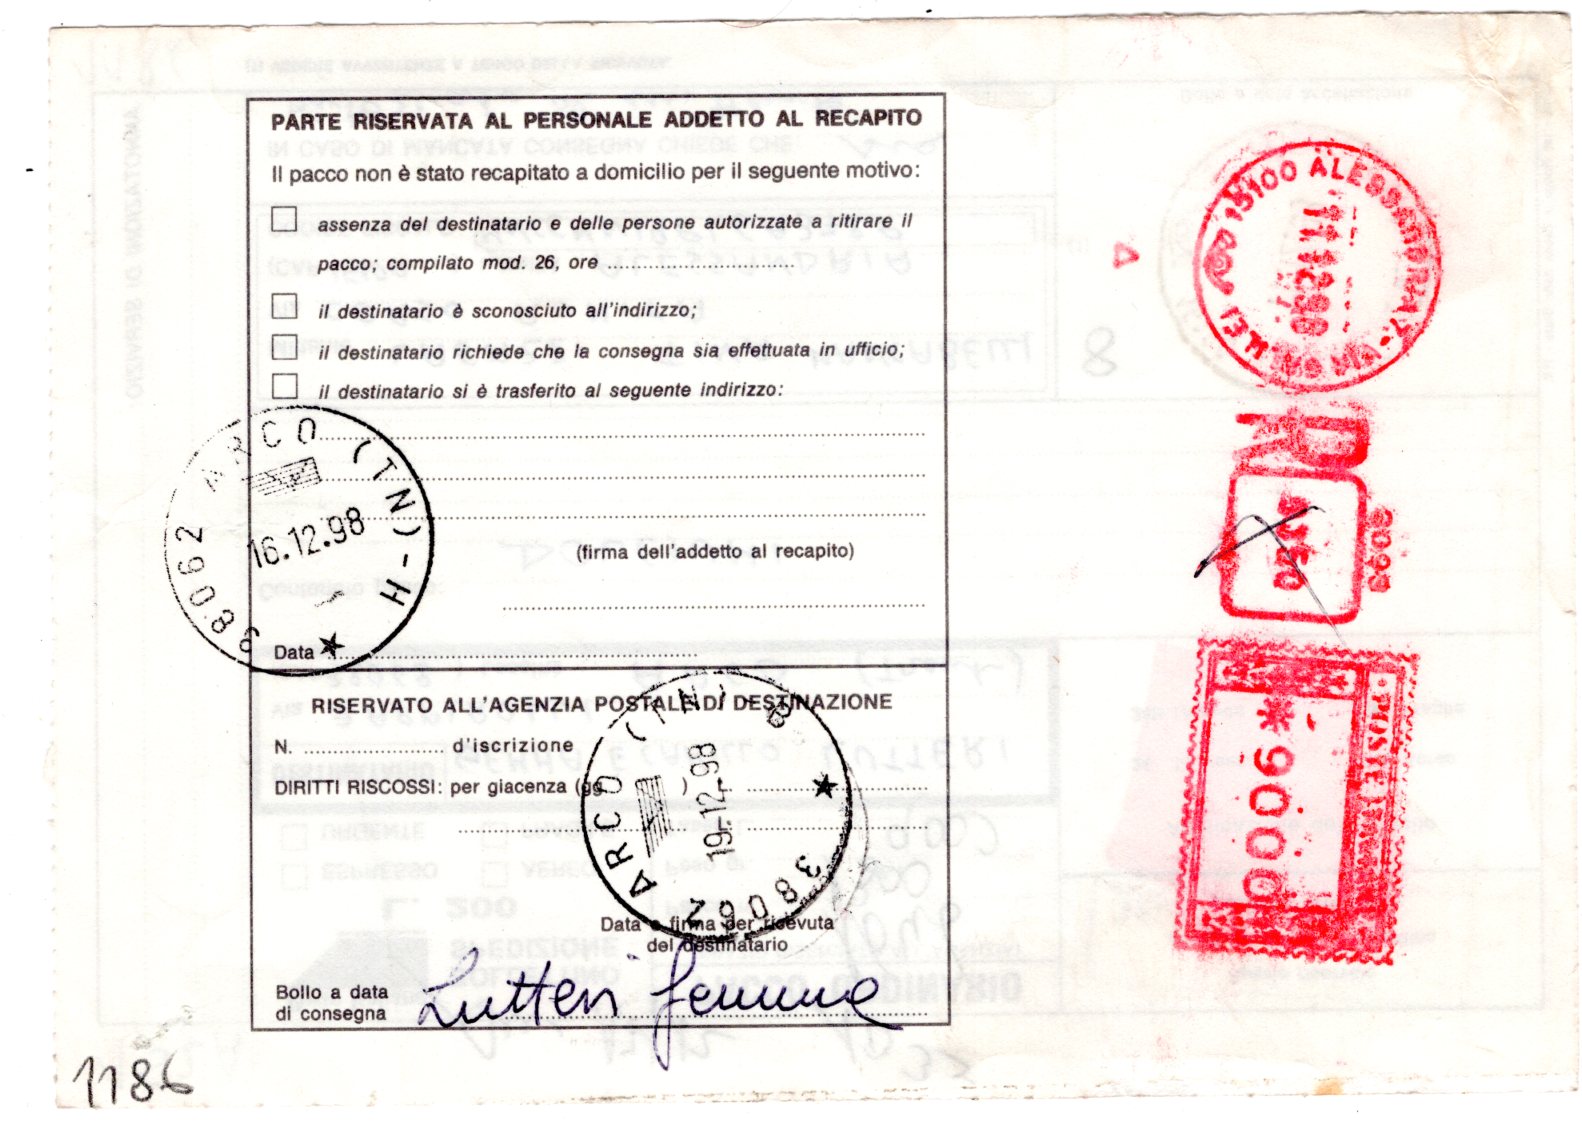 PARTE RISERVATA AL PERSONALE ADDETTO AL RECAPITO
Il pacco non è stato recapitato a domicilio per il seguente motivo:
assenza del destinatario e delle persone autorizzate a ritirare il
pacco; compilato mod. 26, ore
il destinatario è sconosciuto all'indirizzo;
il destinatario richiede che la consegna sia effettuata in ufficio;
il destinatario si è trasferito al seguente indirizzo:
38062 ARCO (TN) - H
16.12.98
(firma dell'addetto al recapito)
Data
RISERVATO ALL'AGENZIA POSTALE DI DESTINAZIONE
N. d'iscrizione
DIRITTI RISCOSSI: per giacenza (gg )
38062 ARCO (TN) - B
19-12-98
Data e firma per ricevuta
del destinatario
Bollo a data
di consegna
Lutteri Gemma
1186
15100 ALESSANDRIA 7
POSTE ITALIANE
*9000